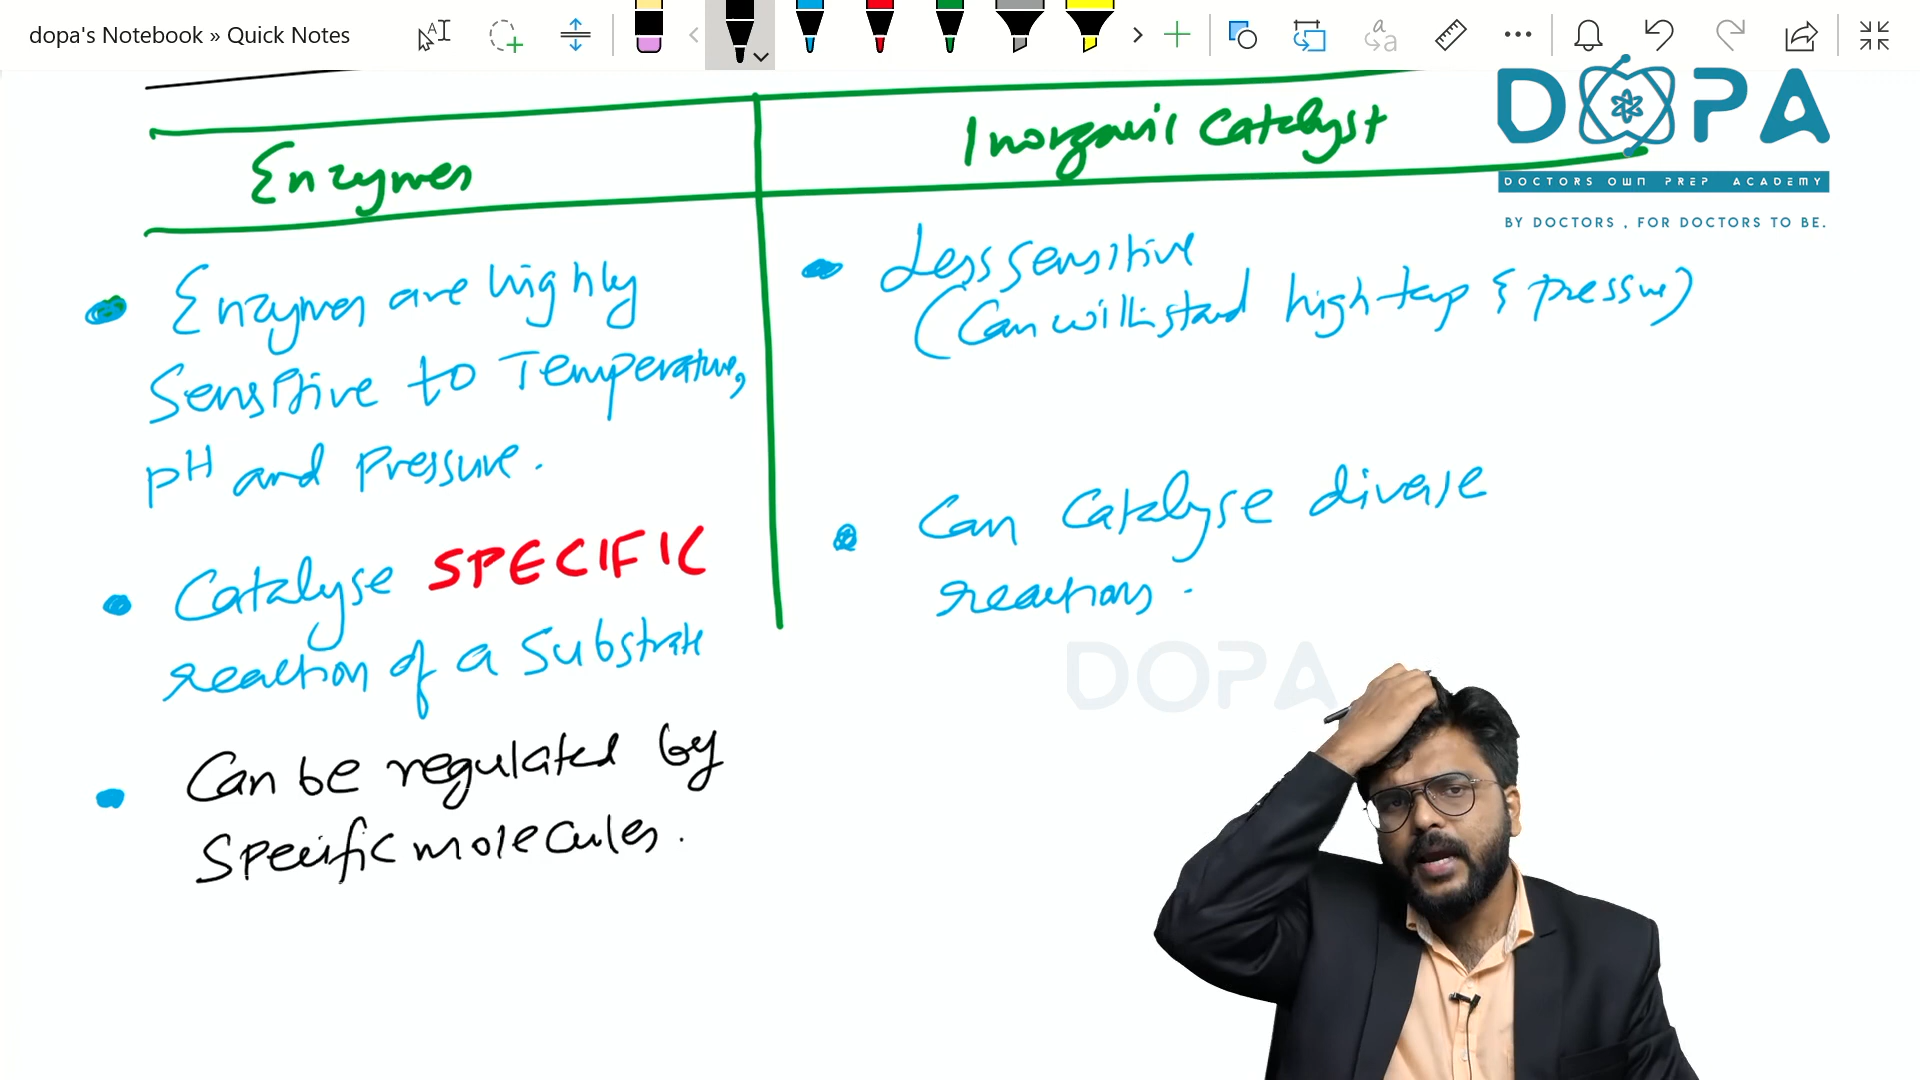 dopa's Notebook » Quick Notes
DOPA
DOCTORS OWN PREP ACADEMY
BY DOCTORS , FOR DOCTORS TO BE.
Enzymes
Inorganic Catalyst
Enzymes are highly
Sensitive to Temperature,
pH and Pressure.
Catalyse SPECIFIC
reaction of a Substrate
Can be regulated by
Specific molecules.
Less sensitive
(Can withstand high temp & pressure)
Can Catalyse diverse
reactions.
DOPA